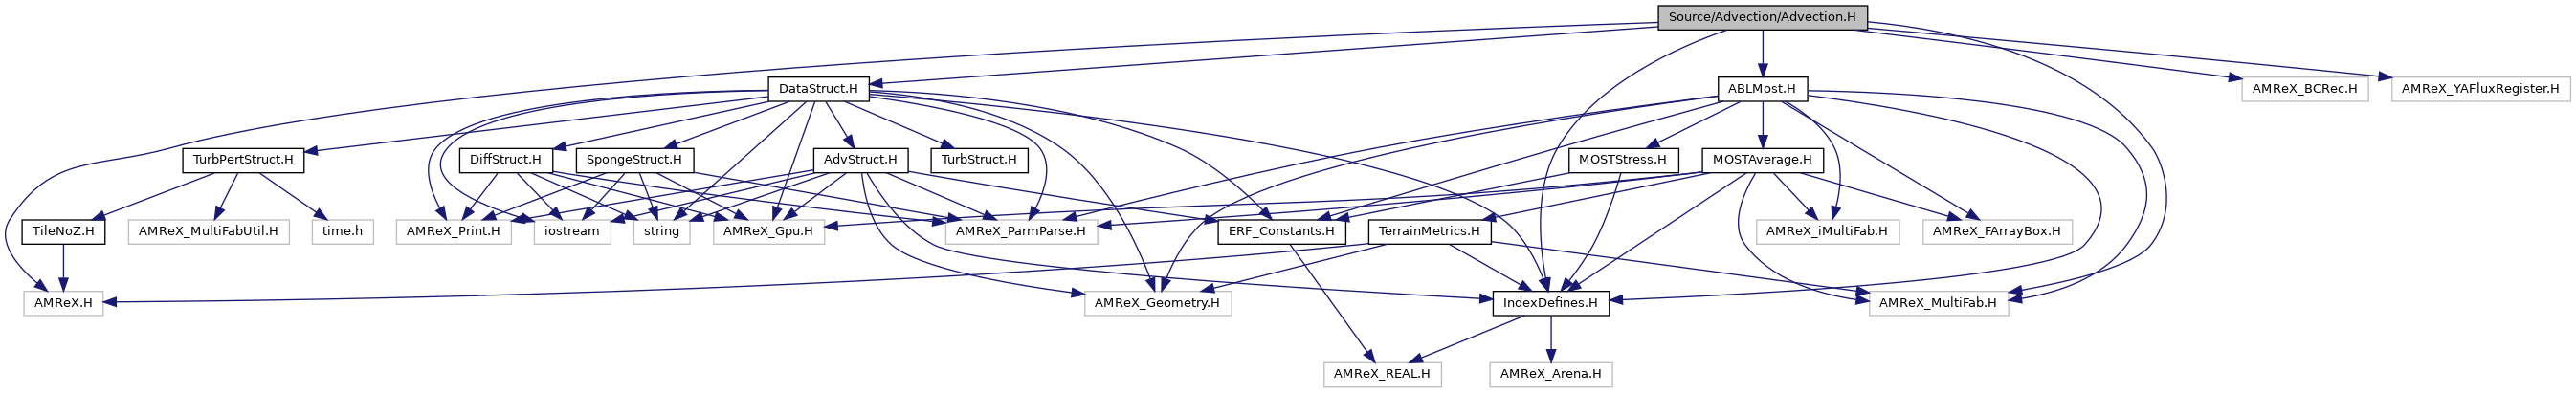 Source/Advection/Advection.H
DataStruct.H
ABLMost.H
AMReX_BCRec.H
AMReX_YAFluxRegister.H
TurbPertStruct.H
DiffStruct.H
SpongeStruct.H
AdvStruct.H
TurbStruct.H
MOSTStress.H
MOSTAverage.H
TileNoZ.H
AMReX_MultiFabUtil.H
time.h
AMReX_Print.H
iostream
string
AMReX_Gpu.H
AMReX_ParmParse.H
ERF_Constants.H
TerrainMetrics.H
AMReX_iMultiFab.H
AMReX_FArrayBox.H
AMReX.H
AMReX_Geometry.H
IndexDefines.H
AMReX_MultiFab.H
AMReX_REAL.H
AMReX_Arena.H